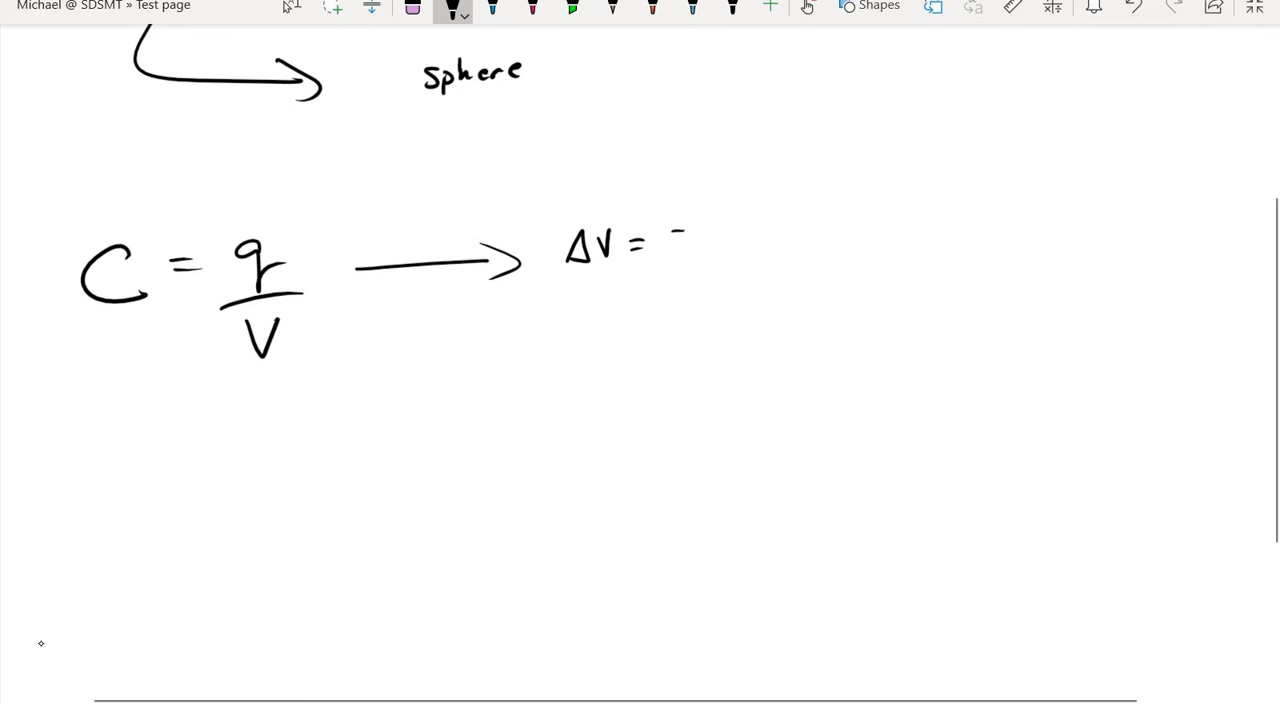 Michael @ SDSMT » Test page
Shapes
sphere
C = q/V → ΔV = -